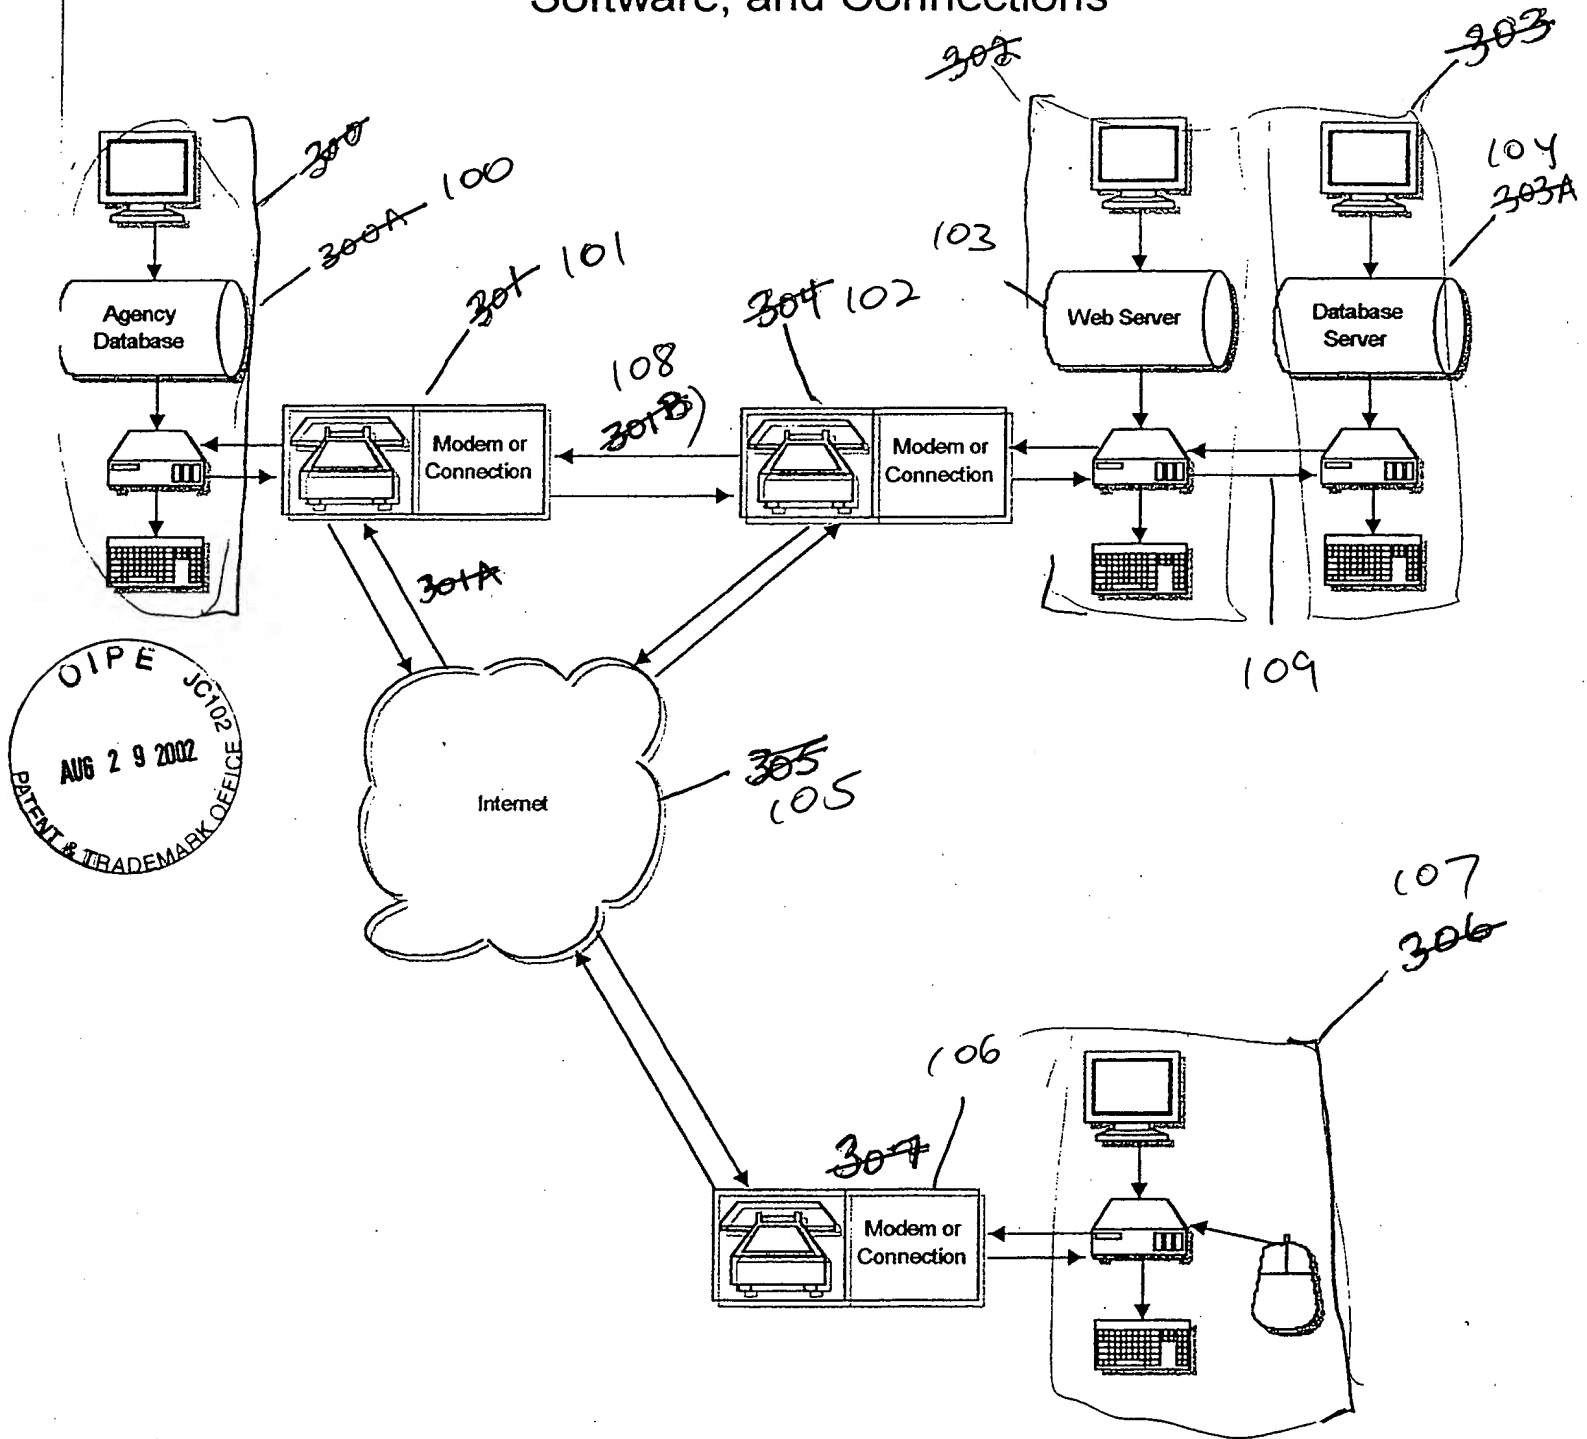 Software, and Connections
302
303
300
300A 100
301 101
304 102
103
104
303A
Agency
Database
Web Server
Database
Server
108
301B)
Modem or
Connection
Modem or
Connection
301A
109
OIPE JC102
AUG 29 2002
PATENT & TRADEMARK OFFICE
Internet
305
105
107
306
106
307
Modem or
Connection